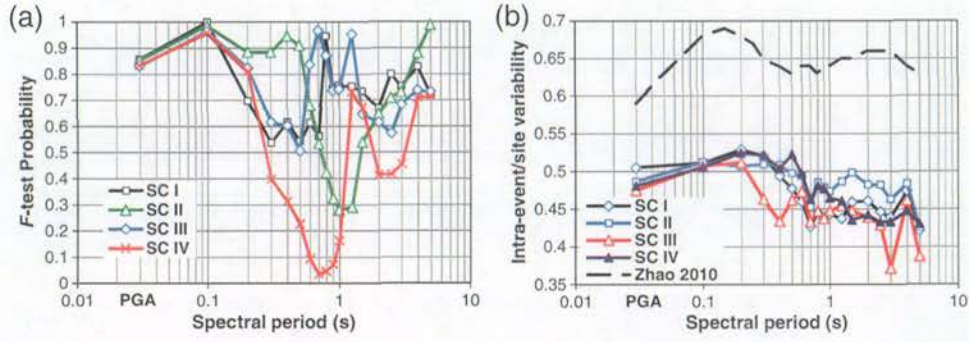 (a)
F-test Probability
1
0.9
0.8
0.7
0.6
0.5
0.4
0.3
0.2
0.1
0
SC I
SC II
SC III
SC IV
0.01 PGA 0.1 1 10
Spectral period (s)
(b)
Intra-event/site variability
0.7
0.65
0.6
0.55
0.5
0.45
0.4
0.35
SC I
SC II
SC III
SC IV
Zhao 2010
0.01 PGA 0.1 1 10
Spectral period (s)